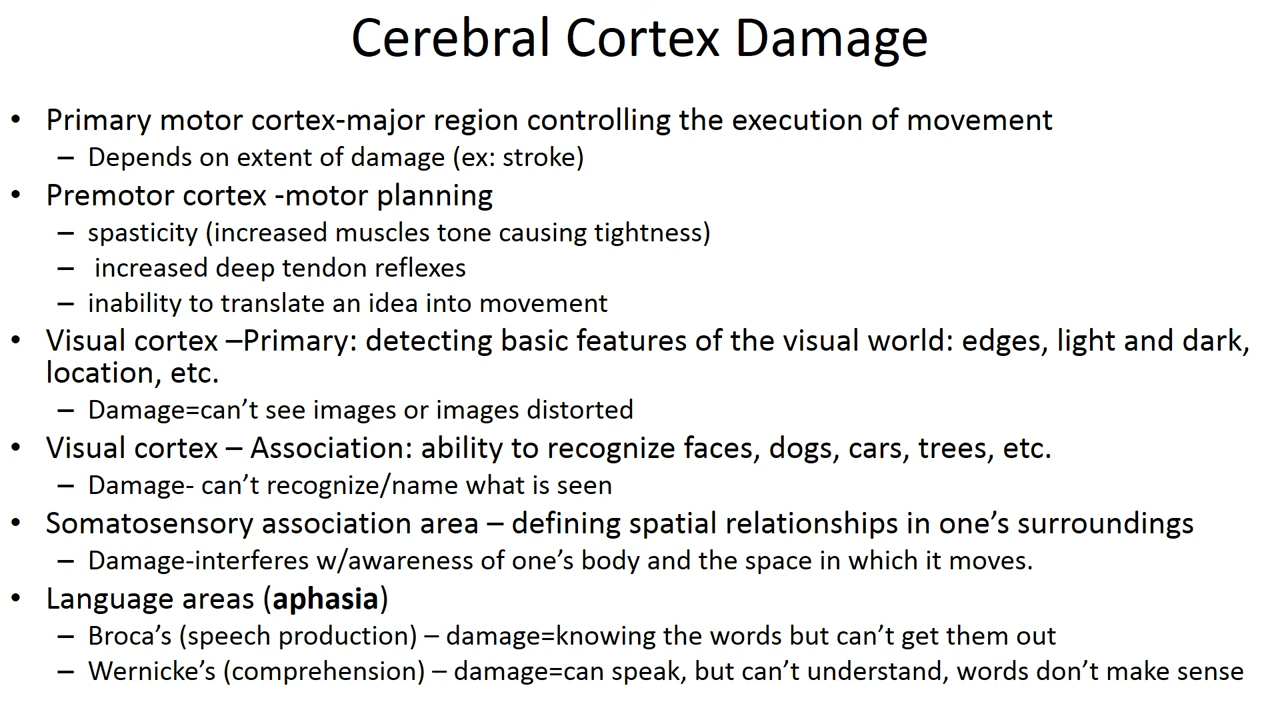 Cerebral Cortex Damage
• Primary motor cortex-major region controlling the execution of movement
– Depends on extent of damage (ex: stroke)
• Premotor cortex -motor planning
– spasticity (increased muscles tone causing tightness)
– increased deep tendon reflexes
– inability to translate an idea into movement
• Visual cortex –Primary: detecting basic features of the visual world: edges, light and dark,
location, etc.
– Damage=can’t see images or images distorted
• Visual cortex – Association: ability to recognize faces, dogs, cars, trees, etc.
– Damage- can’t recognize/name what is seen
• Somatosensory association area – defining spatial relationships in one’s surroundings
– Damage-interferes w/awareness of one’s body and the space in which it moves.
• Language areas (aphasia)
– Broca’s (speech production) – damage=knowing the words but can’t get them out
– Wernicke’s (comprehension) – damage=can speak, but can’t understand, words don’t make sense